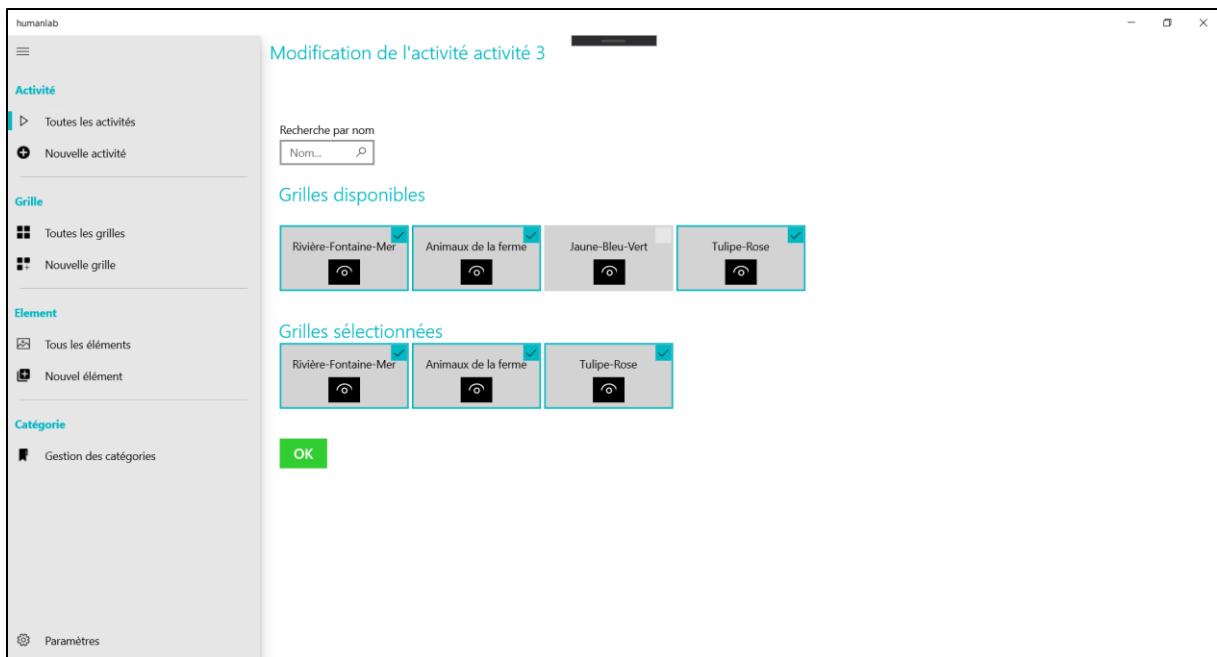 humanlab
Modification de l'activité activité 3
Activité
Toutes les activités
Nouvelle activité
Grille
Toutes les grilles
Nouvelle grille
Element
Tous les éléments
Nouvel élément
Catégorie
Gestion des catégories
Paramètres
Recherche par nom
Nom...
Grilles disponibles
Rivière-Fontaine-Mer
Animaux de la ferme
Jaune-Bleu-Vert
Tulipe-Rose
Grilles sélectionnées
Rivière-Fontaine-Mer
Animaux de la ferme
Tulipe-Rose
OK